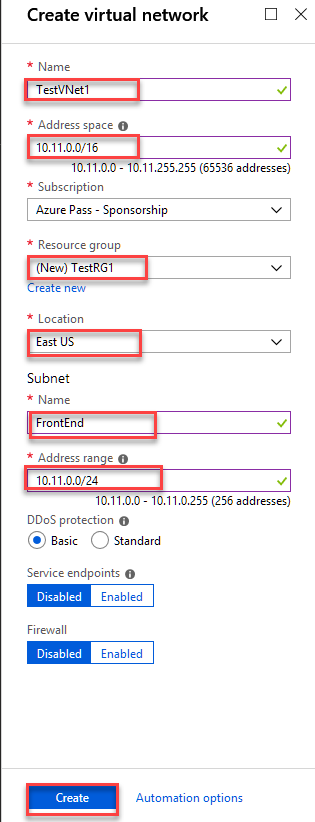 Create virtual network
* Name
TestVNet1
* Address space
10.11.0.0/16
10.11.0.0 - 10.11.255.255 (65536 addresses)
* Subscription
Azure Pass - Sponsorship
* Resource group
(New) TestRG1
Create new
* Location
East US
Subnet
* Name
FrontEnd
* Address range
10.11.0.0/24
10.11.0.0 - 10.11.0.255 (256 addresses)
DDoS protection
Basic Standard
Service endpoints
Disabled Enabled
Firewall
Disabled Enabled
Create Automation options